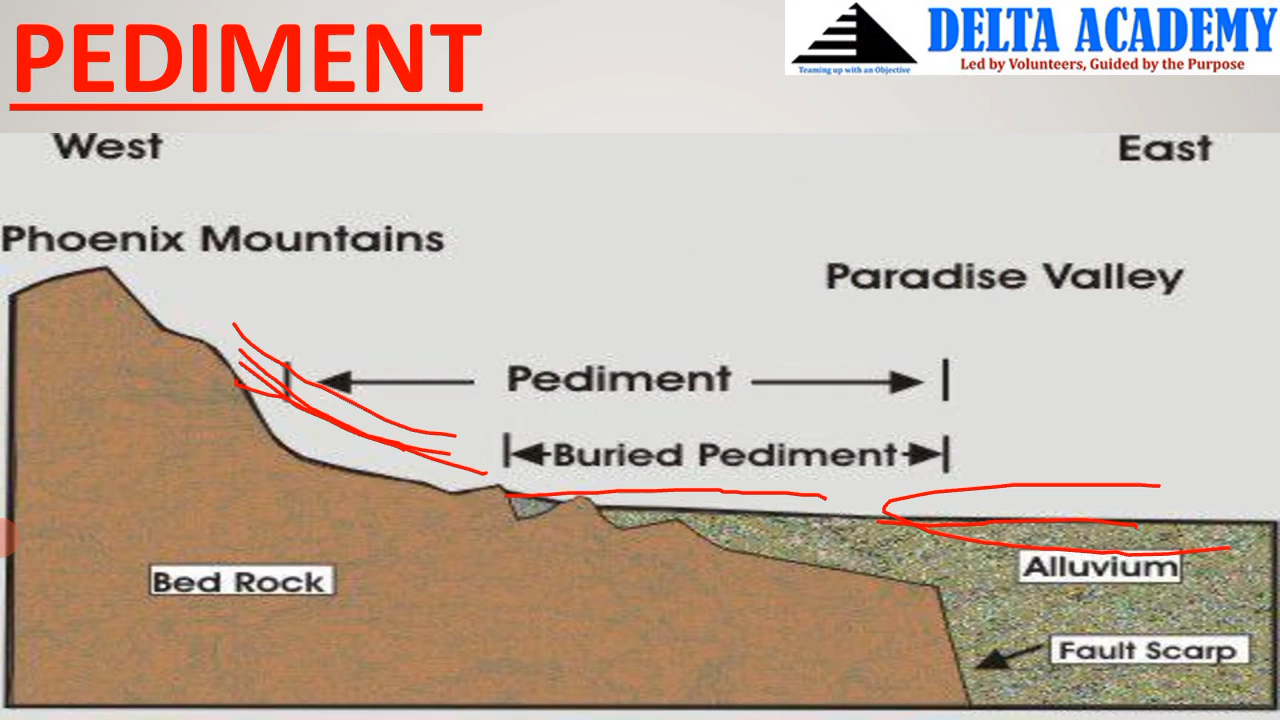 PEDIMENT
DELTA ACADEMY
Teaming up with an Objective
Led by Volunteers, Guided by the Purpose
West
East
Phoenix Mountains
Paradise Valley
Pediment
Buried Pediment
Alluvium
Bed Rock
Fault Scarp